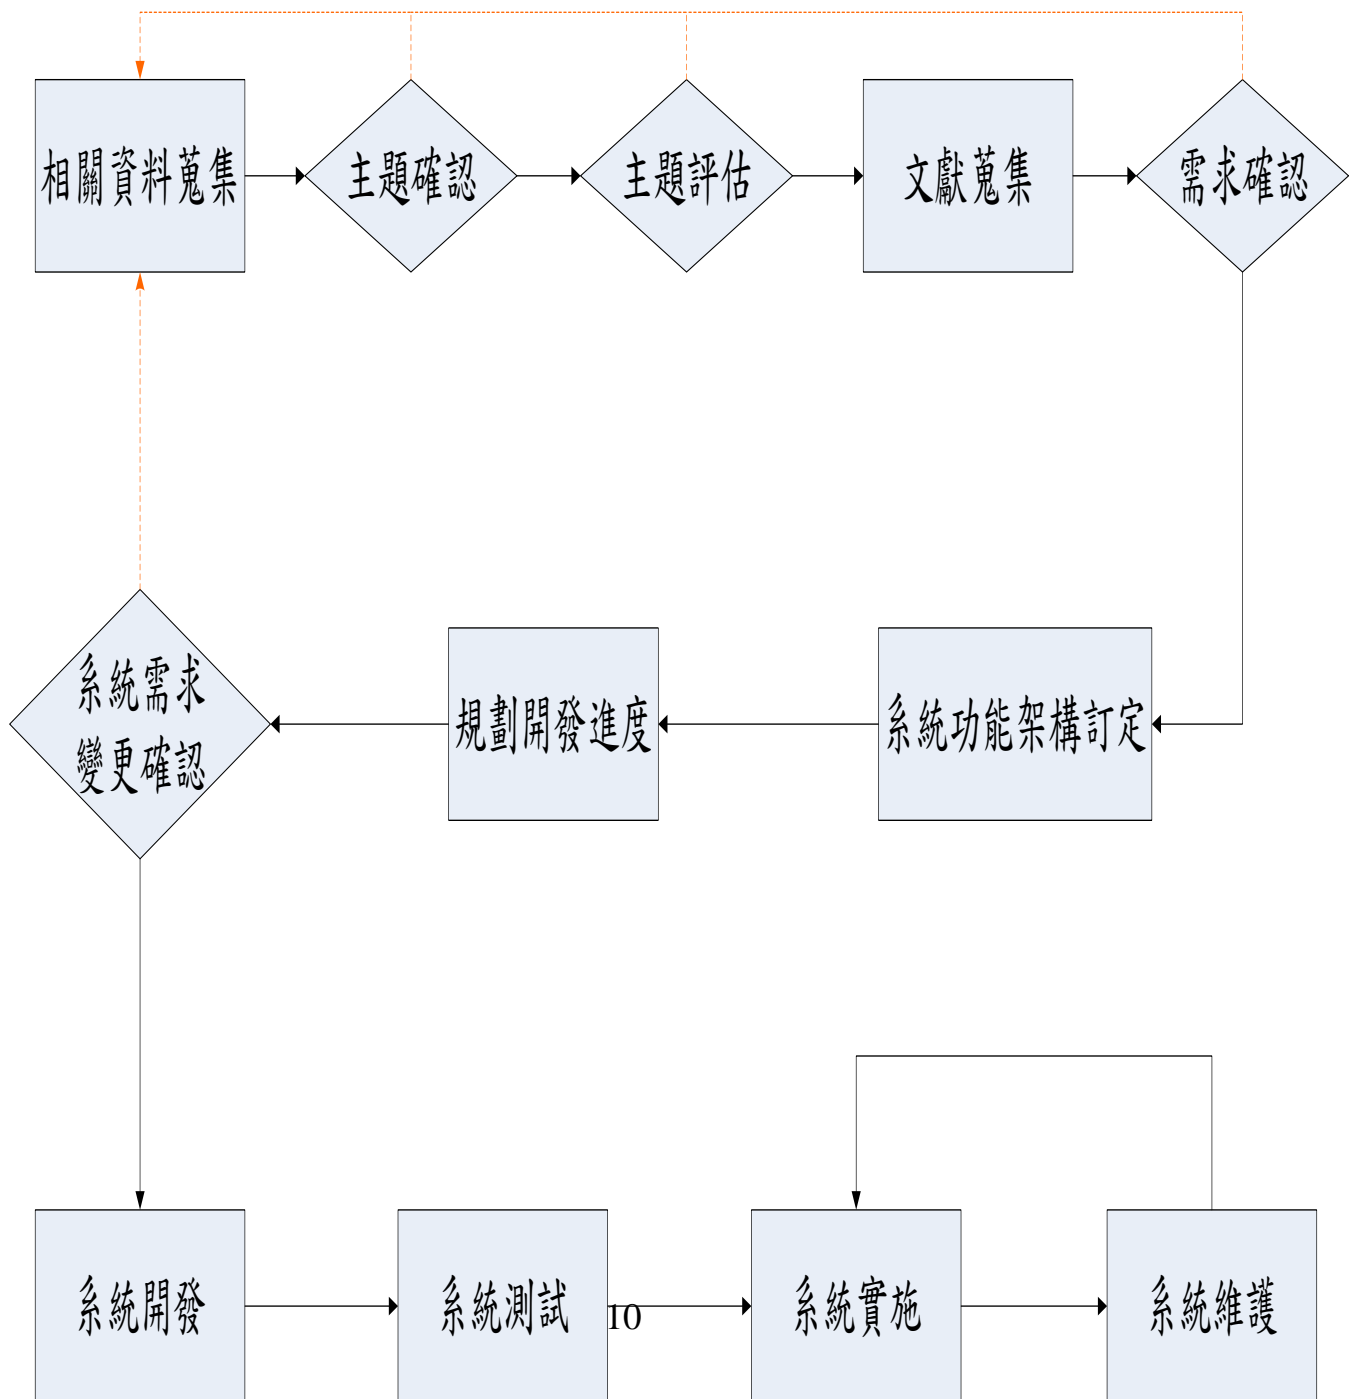 相關資料蒐集
主題確認
主題評估
文獻蒐集
需求確認
系統需求
變更確認
規劃開發進度
系統功能架構訂定
系統開發
系統測試
10
系統實施
系統維護